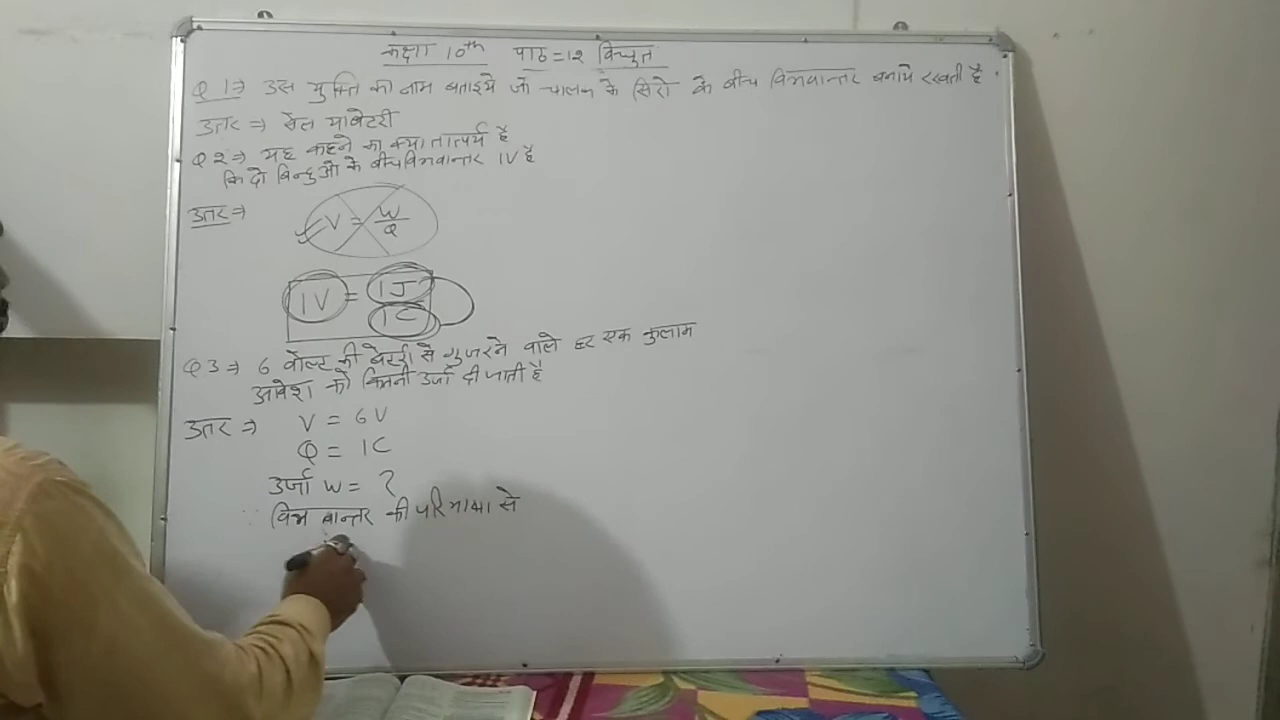 कक्षा 10th पाठ = 12 विद्युत
Q 1 ⇒ उस युक्ति का नाम बताइये जो चालक के सिरो के बीच विभवान्तर बनाये रखती है .
उत्तर ⇒ सेल या बेटरी
Q 2 ⇒ यह कहने का क्या तात्पर्य है
कि दो बिन्दुओ के बीच विभवान्तर 1V है
उत्तर ⇒ V = W/Q
1V = 1J/1C
Q 3 ⇒ 6 वोल्ट की बेटरी से गुजरने वाले हर एक कुलाम
आवेश को कितनी उर्जा दी जाती है
उत्तर ⇒ V = 6V
Q = 1C
उर्जा W = ?
विभवान्तर की परिभाषा से